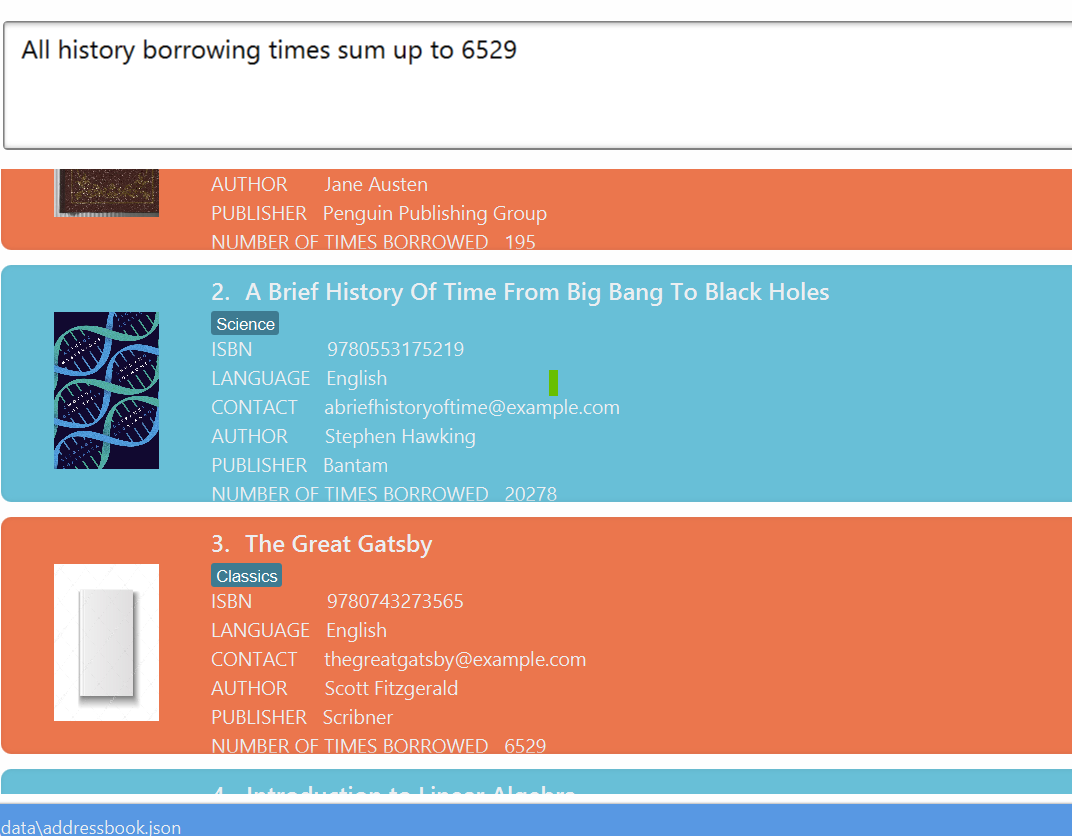 All history borrowing times sum up to 6529
AUTHOR Jane Austen
PUBLISHER Penguin Publishing Group
NUMBER OF TIMES BORROWED 195
2. A Brief History Of Time From Big Bang To Black Holes
Science
ISBN 9780553175219
LANGUAGE English
CONTACT abriefhistoryoftime@example.com
AUTHOR Stephen Hawking
PUBLISHER Bantam
NUMBER OF TIMES BORROWED 20278
3. The Great Gatsby
Classics
ISBN 9780743273565
LANGUAGE English
CONTACT thegreatgatsby@example.com
AUTHOR Scott Fitzgerald
PUBLISHER Scribner
NUMBER OF TIMES BORROWED 6529
4. Introduction to Linear Algebra
data\addressbook.json